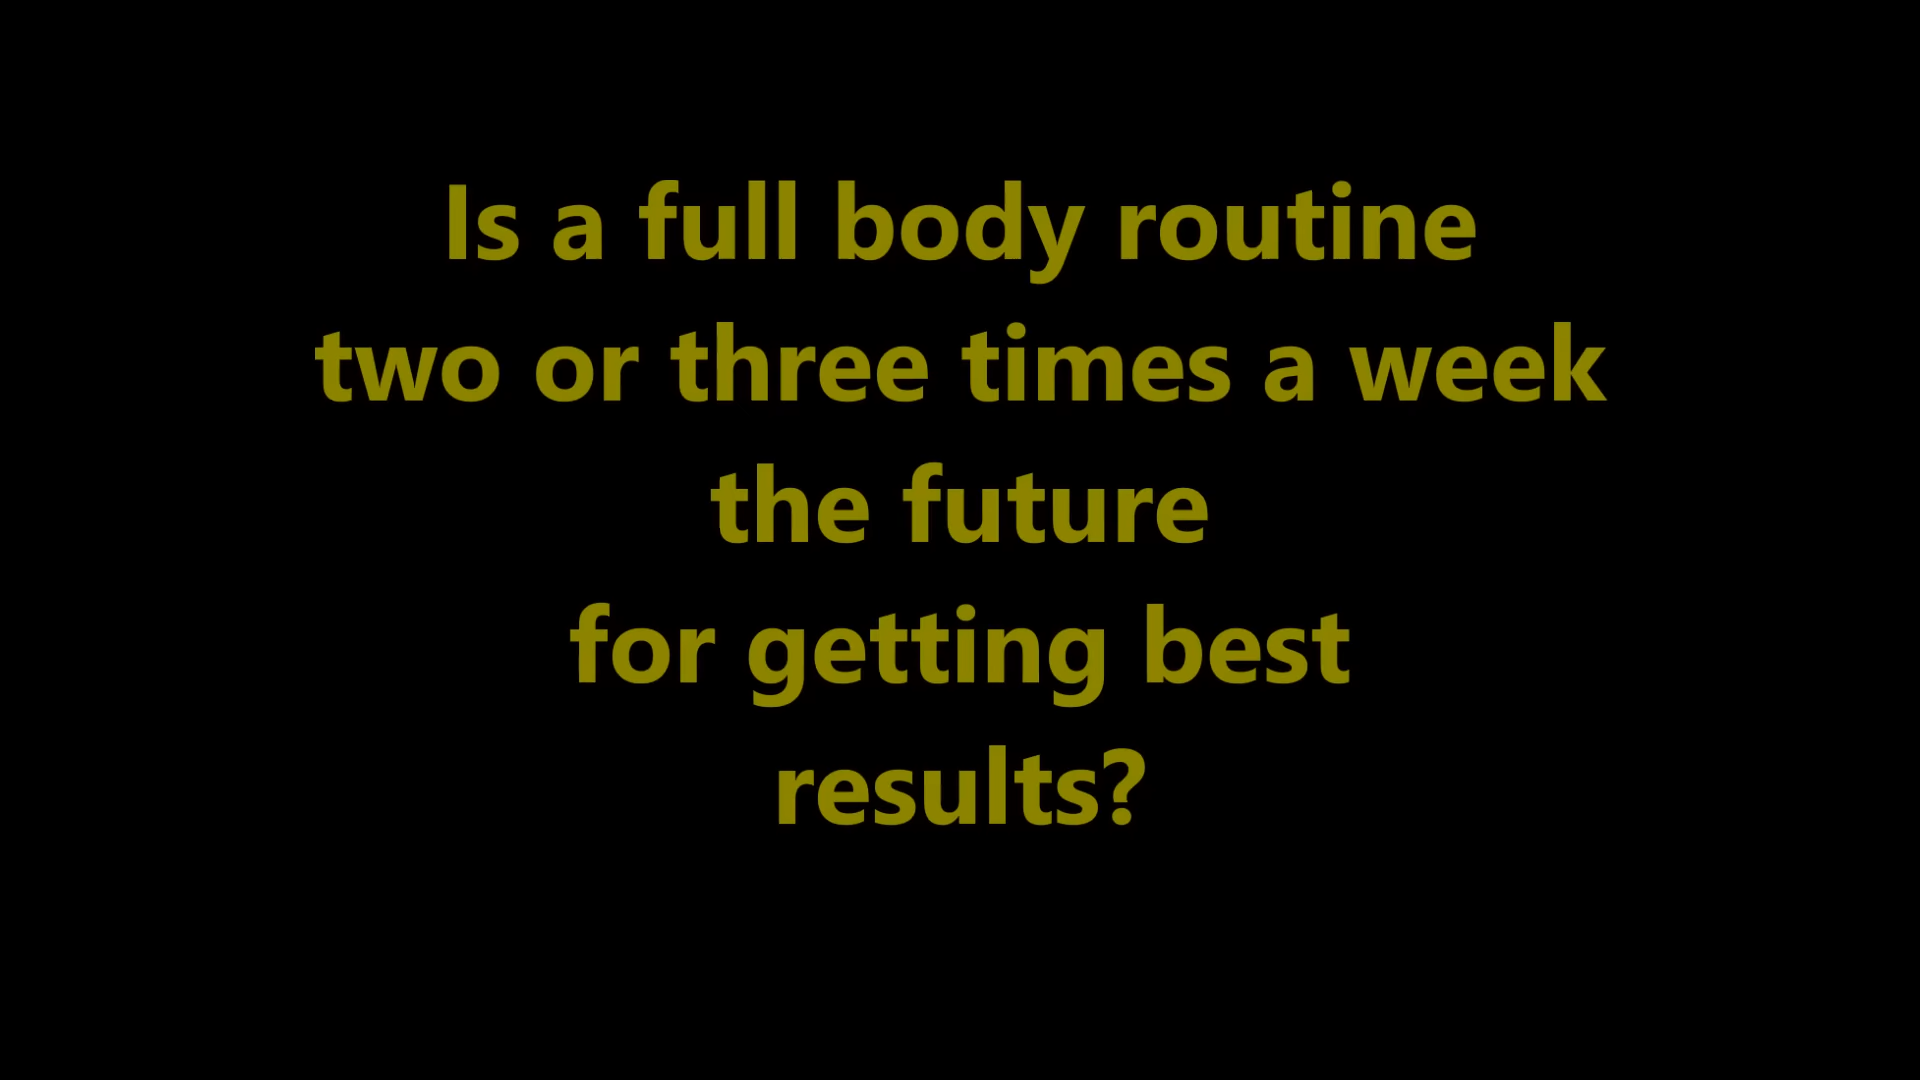 Is a full body routine
two or three times a week
the future
for getting best
results?